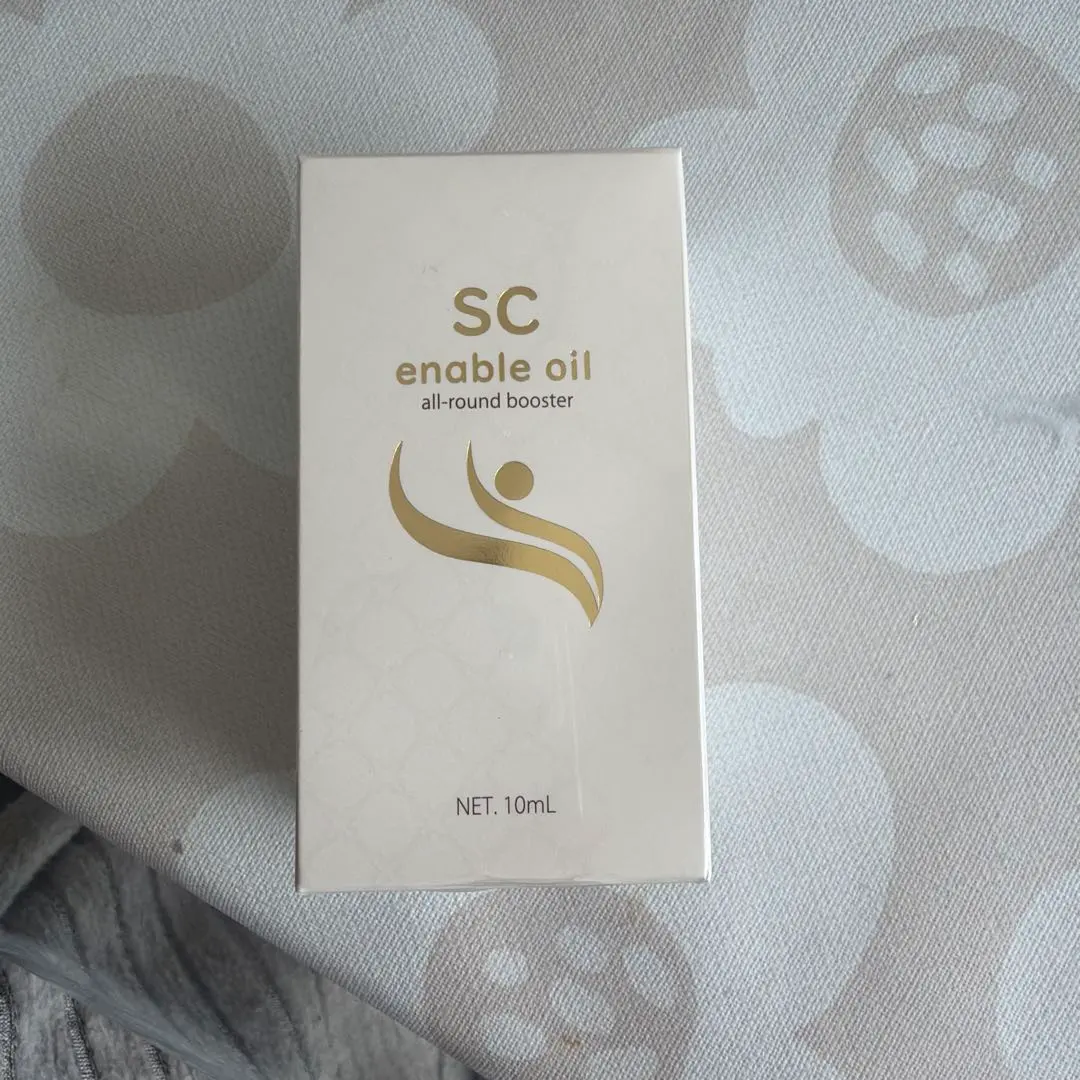 SC
enable oil
all-round booster
NET. 10mL